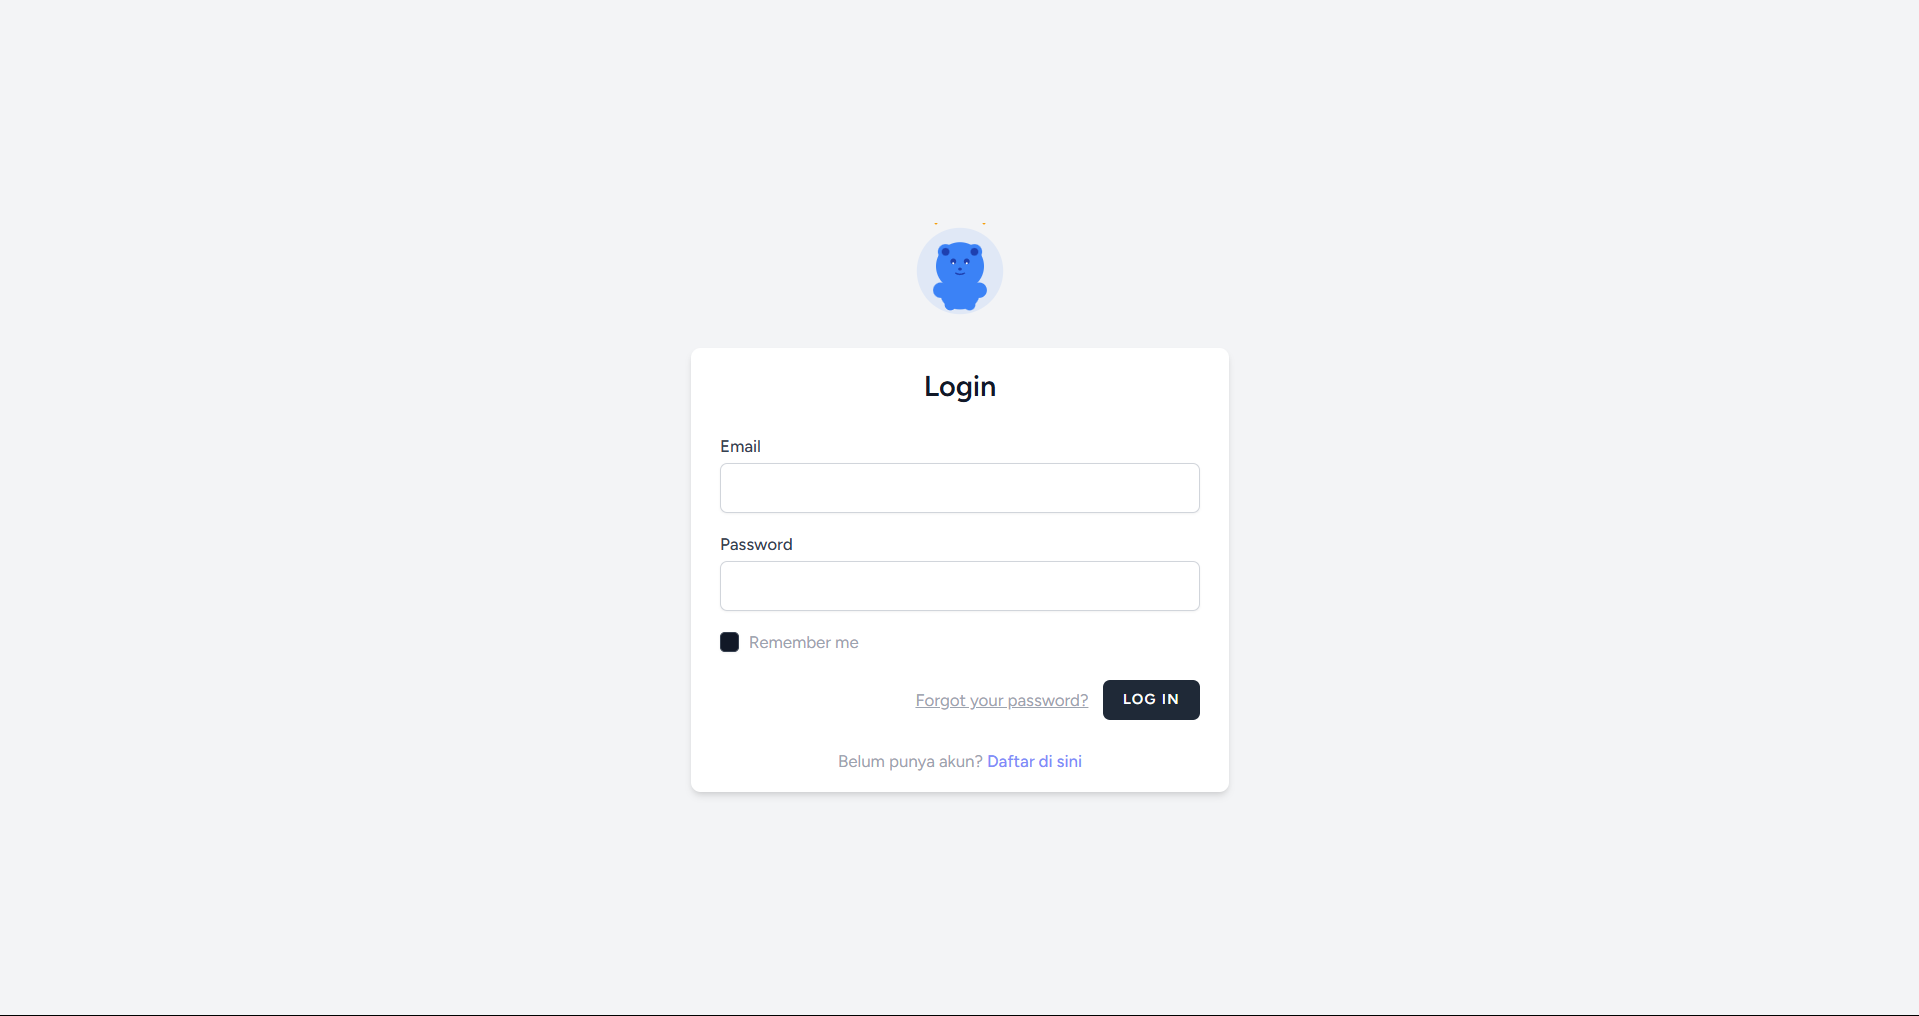 Login
Email
Password
Remember me
Forgot your password? LOG IN
Belum punya akun? Daftar di sini